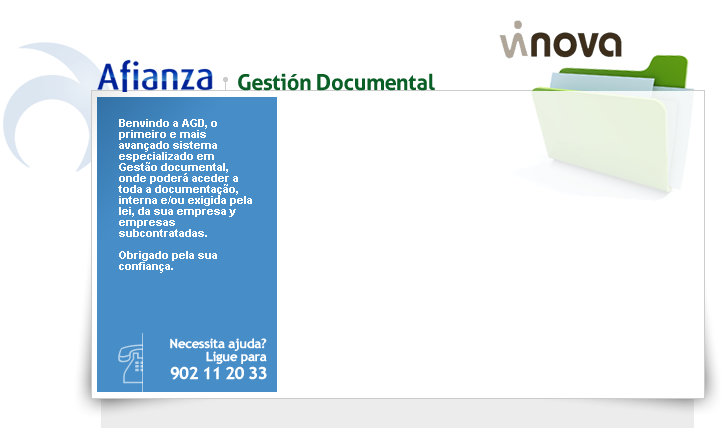 vinova
Afianza Gestión Documental
Benvindo a AGD, o
primeiro e mais
avançado sistema
especializado em
Gestão documental,
onde poderá aceder a
toda a documentação,
interna e/ou exigida pela
lei, da sua empresa y
empresas
subcontratadas.
Obrigado pela sua
confiança.
Necessita ajuda?
Ligue para
902 11 20 33